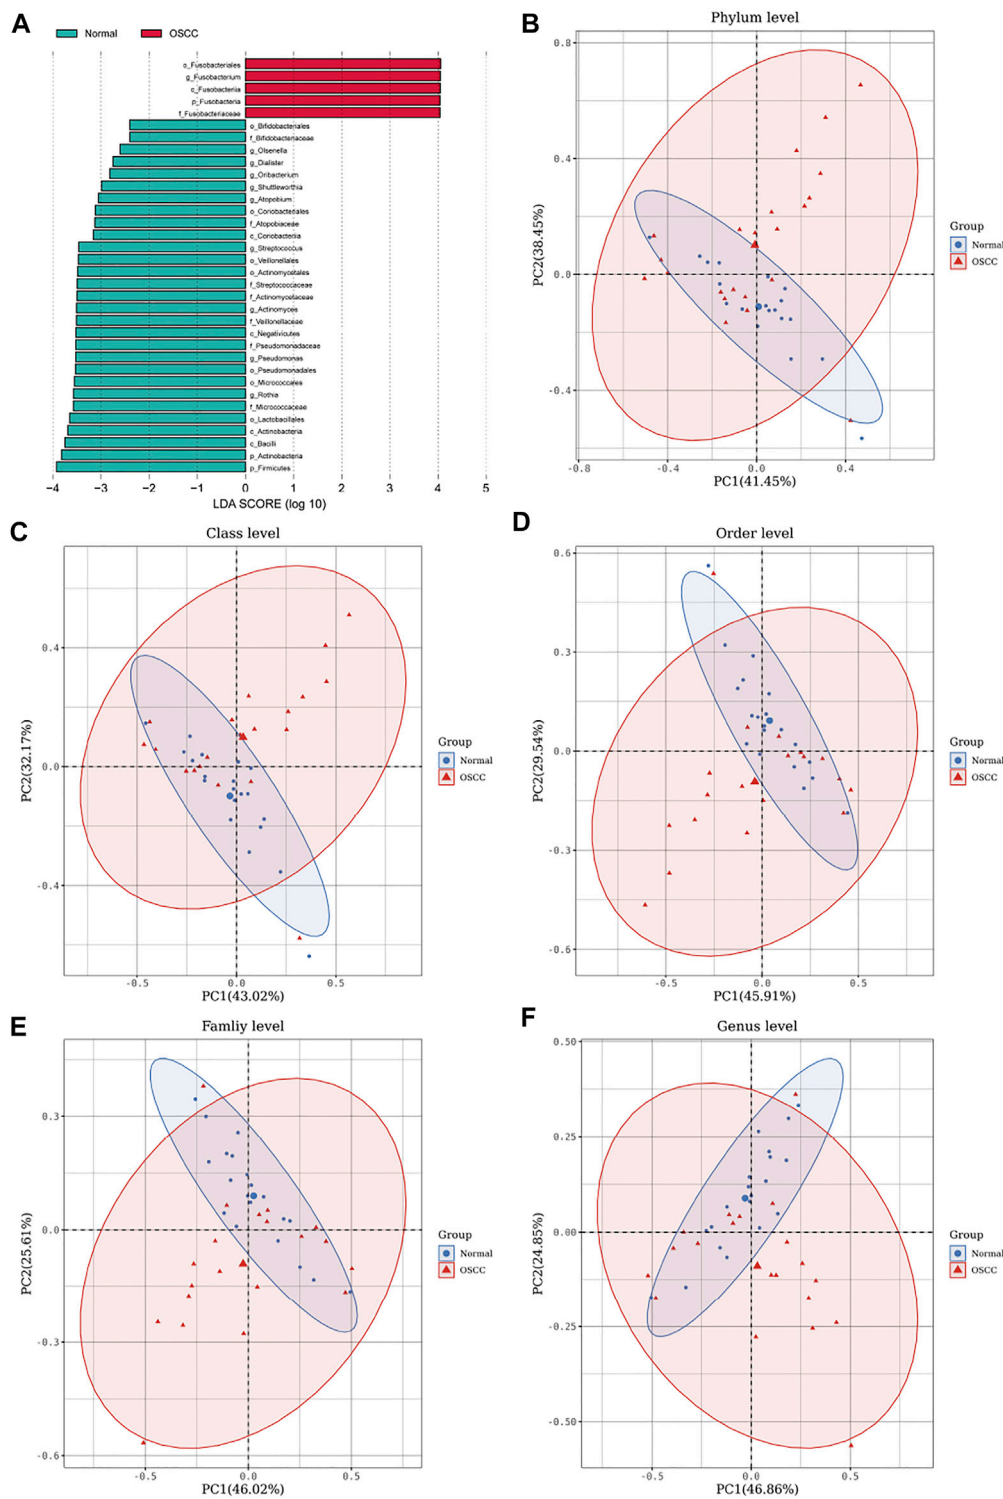 A
Normal OSCC
o_Fusobacteriales
g_Fusobacterium
c_Fusobacteriia
p_Fusobacteria
f_Fusobacteriaceae
o_Bifidobacteriales
f_Bifidobacteriaceae
g_Olsenella
g_Dialister
g_Oribacterium
g_Shuttleworthia
g_Atopobium
o_Coriobacteriales
f_Atopobiaceae
c_Coriobacteriia
g_Streptococcus
o_Veillonellales
o_Actinomycetales
f_Streptococcaceae
f_Actinomycetaceae
g_Actinomyces
f_Veillonellaceae
c_Negativicutes
f_Pseudomonadaceae
g_Pseudomonas
o_Pseudomonadales
o_Micrococcales
g_Rothia
f_Micrococcaceae
o_Lactobacillales
c_Actinobacteria
c_Bacilli
p_Actinobacteria
p_Firmicutes
−4 −3 −2 −1 0 1 2 3 4 5
LDA SCORE (log 10)
B
Phylum level
0.8
0.4
0.0
-0.4
PC2(38.45%)
-0.8 -0.4 0.0 0.4
PC1(41.45%)
Group
Normal
OSCC
C
Class level
0.4
0.0
-0.4
PC2(32.17%)
-0.5 0.0 0.5
PC1(43.02%)
Group
Normal
OSCC
D
Order level
0.6
0.3
0.0
-0.3
-0.6
PC2(29.54%)
-0.5 0.0 0.5
PC1(45.91%)
Group
Normal
OSCC
E
Famliy level
0.3
0.0
-0.3
-0.6
PC2(25.61%)
-0.5 0.0 0.5
PC1(46.02%)
Group
Normal
OSCC
F
Genus level
0.50
0.25
0.00
-0.25
-0.50
PC2(24.85%)
-0.5 0.0 0.5
PC1(46.86%)
Group
Normal
OSCC